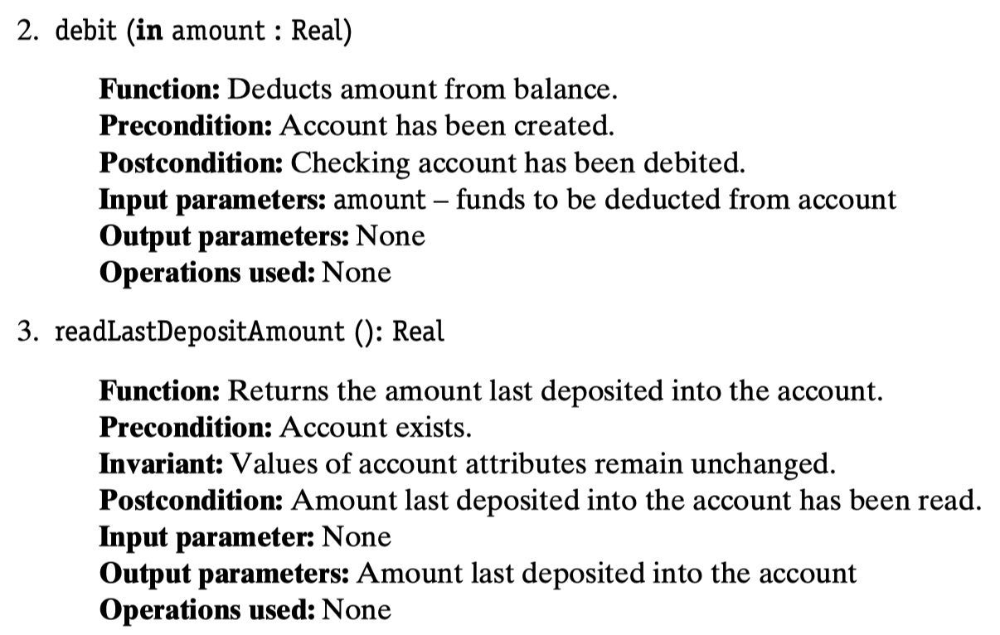 2. debit (in amount : Real)
Function: Deducts amount from balance.
Precondition: Account has been created.
Postcondition: Checking account has been debited.
Input parameters: amount – funds to be deducted from account
Output parameters: None
Operations used: None
3. readLastDepositAmount (): Real
Function: Returns the amount last deposited into the account.
Precondition: Account exists.
Invariant: Values of account attributes remain unchanged.
Postcondition: Amount last deposited into the account has been read.
Input parameter: None
Output parameters: Amount last deposited into the account
Operations used: None